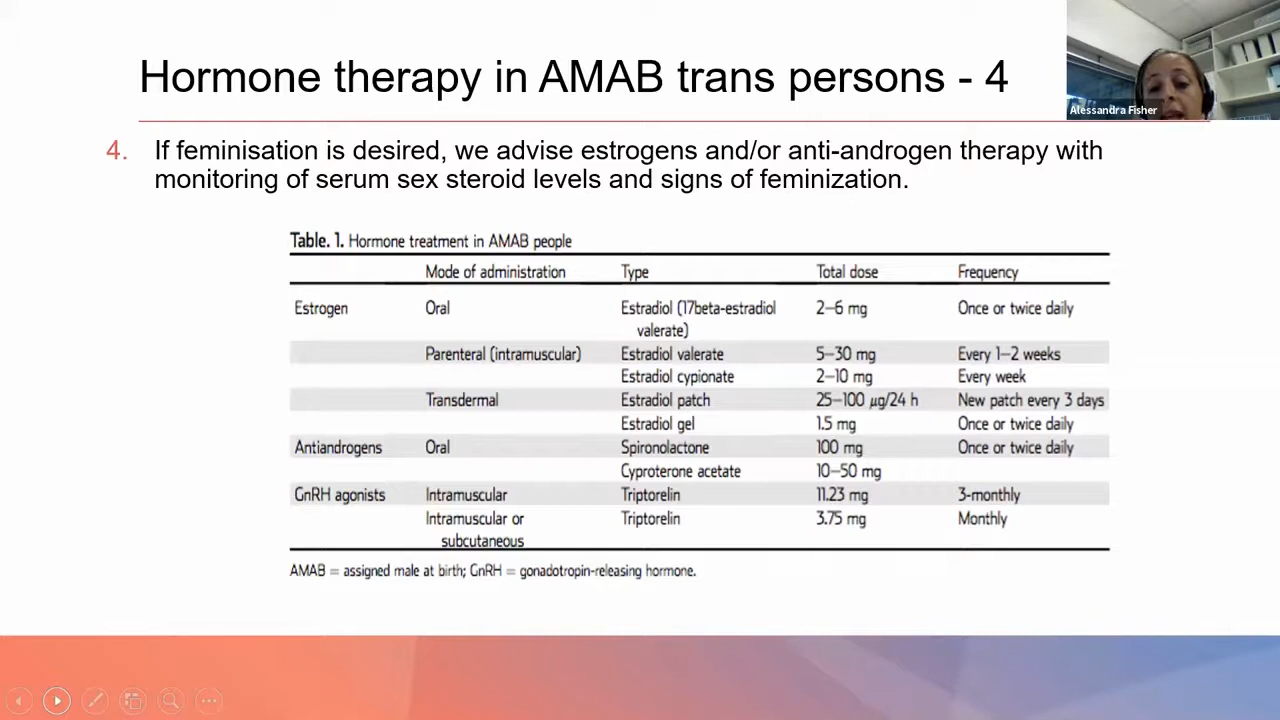 Hormone therapy in AMAB trans persons - 4
Alessandra Fisher
4. If feminisation is desired, we advise estrogens and/or anti-androgen therapy with
monitoring of serum sex steroid levels and signs of feminization.
Table. 1. Hormone treatment in AMAB people
Mode of administration Type Total dose Frequency
Estrogen Oral Estradiol (17beta-estradiol 2–6 mg Once or twice daily
valerate)
Parenteral (intramuscular) Estradiol valerate 5–30 mg Every 1–2 weeks
Estradiol cypionate 2–10 mg Every week
Transdermal Estradiol patch 25–100 µg/24 h New patch every 3 days
Estradiol gel 1.5 mg Once or twice daily
Antiandrogens Oral Spironolactone 100 mg Once or twice daily
Cyproterone acetate 10–50 mg
GnRH agonists Intramuscular Triptorelin 11.23 mg 3-monthly
Intramuscular or Triptorelin 3.75 mg Monthly
subcutaneous
AMAB = assigned male at birth; GnRH = gonadotropin-releasing hormone.